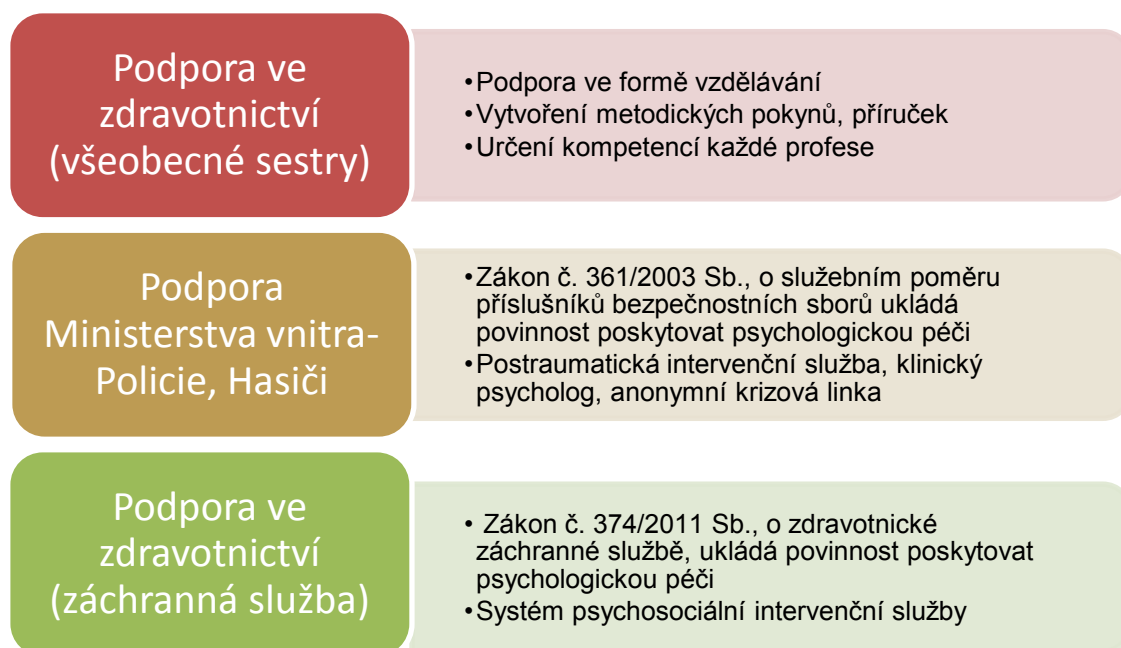 Podpora ve
zdravotnictví
(všeobecné sestry)
•Podpora ve formě vzdělávání
•Vytvoření metodických pokynů, příruček
•Určení kompetencí každé profese
Podpora
Ministerstva vnitra-
Policie, Hasiči
•Zákon č. 361/2003 Sb., o služebním poměru
příslušníků bezpečnostních sborů ukládá
povinnost poskytovat psychologickou péči
•Postraumatická intervenční služba, klinický
psycholog, anonymní krizová linka
Podpora ve
zdravotnictví
(záchranná služba)
• Zákon č. 374/2011 Sb., o zdravotnické
záchranné službě, ukládá povinnost poskytovat
psychologickou péči
•Systém psychosociální intervenční služby